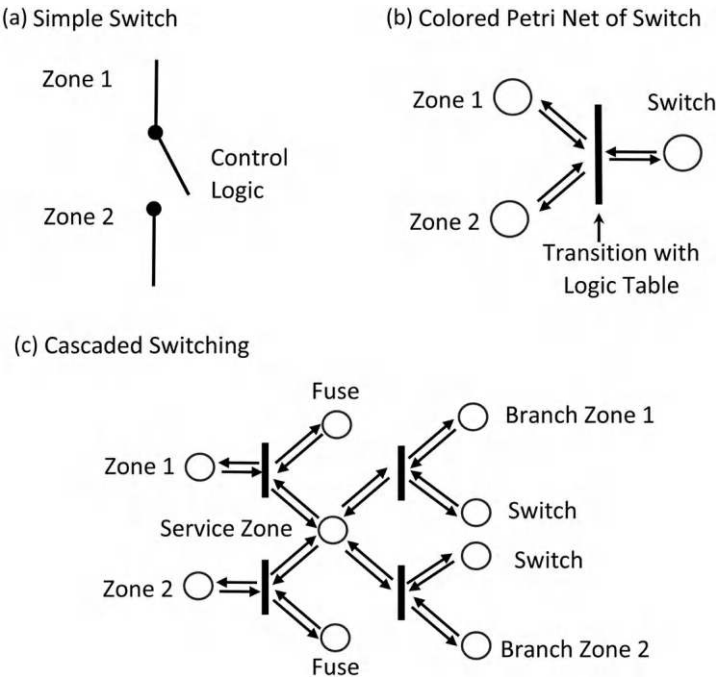 (a) Simple Switch
Zone 1
Control
Logic
Zone 2
(b) Colored Petri Net of Switch
Zone 1
Switch
Zone 2
Transition with
Logic Table
(c) Cascaded Switching
Fuse
Branch Zone 1
Zone 1
Switch
Service Zone
Switch
Zone 2
Branch Zone 2
Fuse